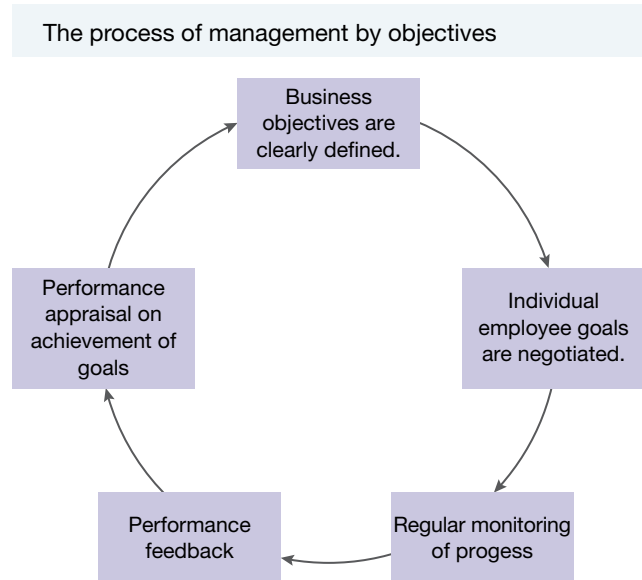 The process of management by objectives
Business
objectives are
clearly defined.
Individual
employee goals
are negotiated.
Regular monitoring
of progess
Performance
feedback
Performance
appraisal on
achievement of
goals